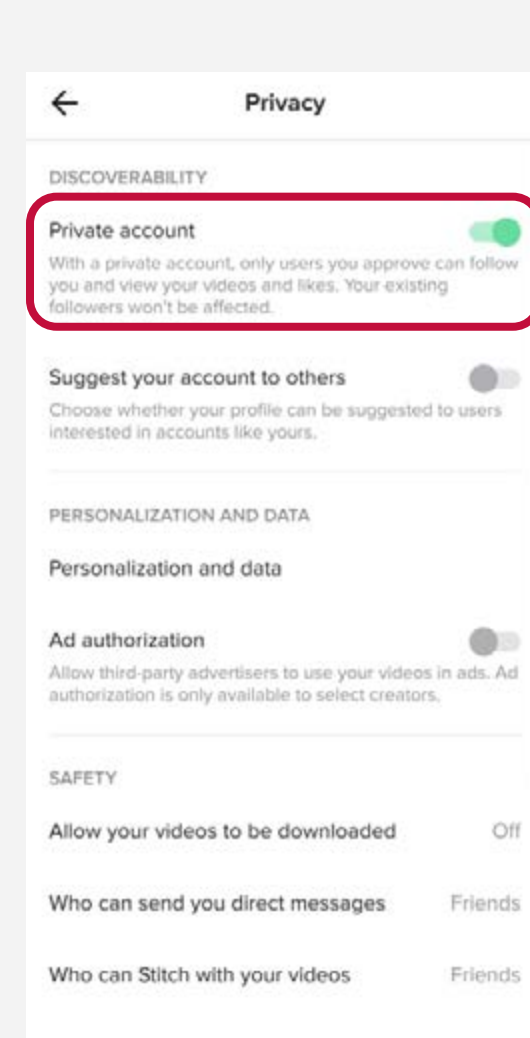 Privacy
DISCOVERABILITY
Private account
With a private account, only users you approve can follow
you and view your videos and likes. Your existing
followers won't be affected.
Suggest your account to others
Choose whether your profile can be suggested to users
interested in accounts like yours.
PERSONALIZATION AND DATA
Personalization and data
Ad authorization
Allow third-party advertisers to use your videos in ads. Ad
authorization is only available to select creators.
SAFETY
Allow your videos to be downloaded Off
Who can send you direct messages Friends
Who can Stitch with your videos Friends